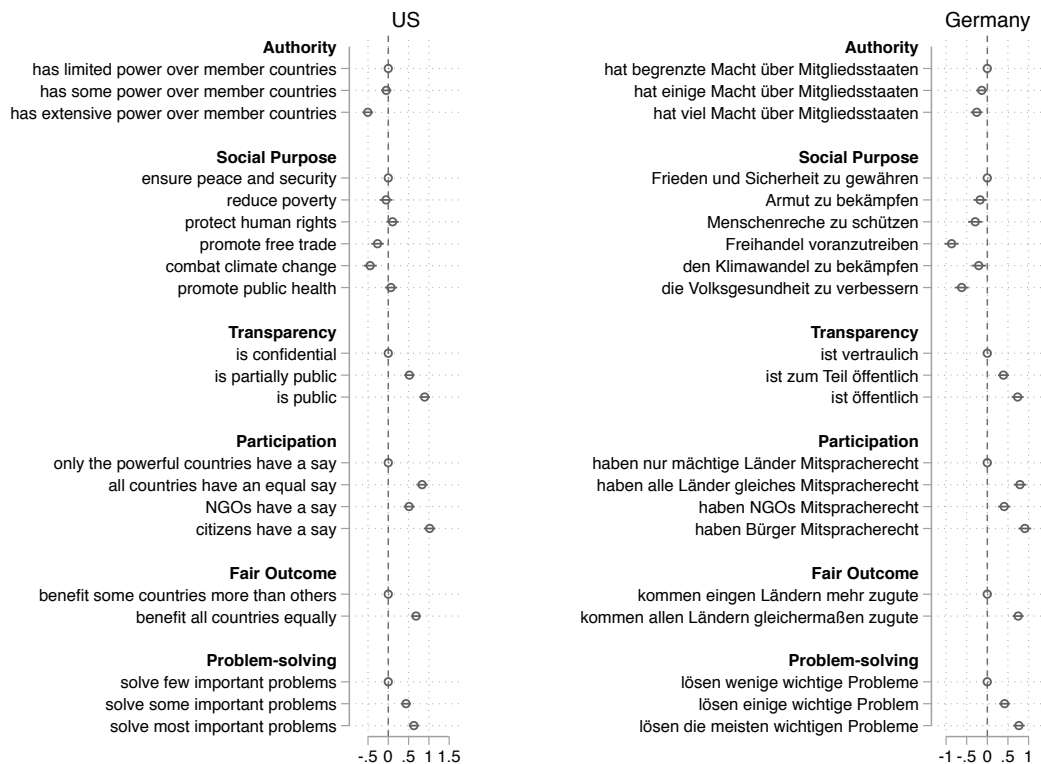 US
Authority
has limited power over member countries
has some power over member countries
has extensive power over member countries
Social Purpose
ensure peace and security
reduce poverty
protect human rights
promote free trade
combat climate change
promote public health
Transparency
is confidential
is partially public
is public
Participation
only the powerful countries have a say
all countries have an equal say
NGOs have a say
citizens have a say
Fair Outcome
benefit some countries more than others
benefit all countries equally
Problem-solving
solve few important problems
solve some important problems
solve most important problems
-.5 0 .5 1 1.5
Germany
Authority
hat begrenzte Macht über Mitgliedsstaaten
hat einige Macht über Mitgliedsstaaten
hat viel Macht über Mitgliedsstaaten
Social Purpose
Frieden und Sicherheit zu gewähren
Armut zu bekämpfen
Menschenreche zu schützen
Freihandel voranzutreiben
den Klimawandel zu bekämpfen
die Volksgesundheit zu verbessern
Transparency
ist vertraulich
ist zum Teil öffentlich
ist öffentlich
Participation
haben nur mächtige Länder Mitspracherecht
haben alle Länder gleiches Mitspracherecht
haben NGOs Mitspracherecht
haben Bürger Mitspracherecht
Fair Outcome
kommen eingen Ländern mehr zugute
kommen allen Ländern gleichermaßen zugute
Problem-solving
lösen wenige wichtige Probleme
lösen einige wichtige Problem
lösen die meisten wichtigen Probleme
-1 -.5 0 .5 1